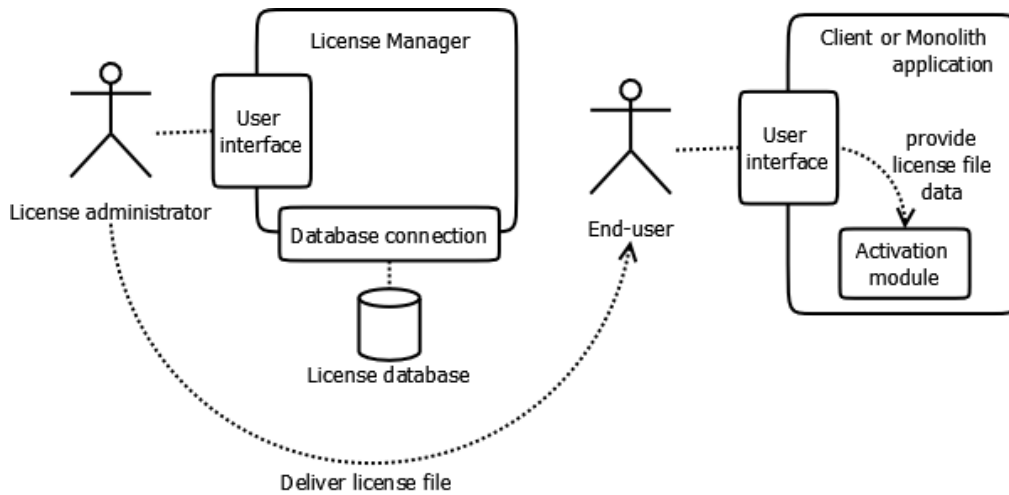 License Manager
User
interface
License administrator
Database connection
License database
Deliver license file
End-user
Client or Monolith
application
User
interface
provide
license file
data
Activation
module